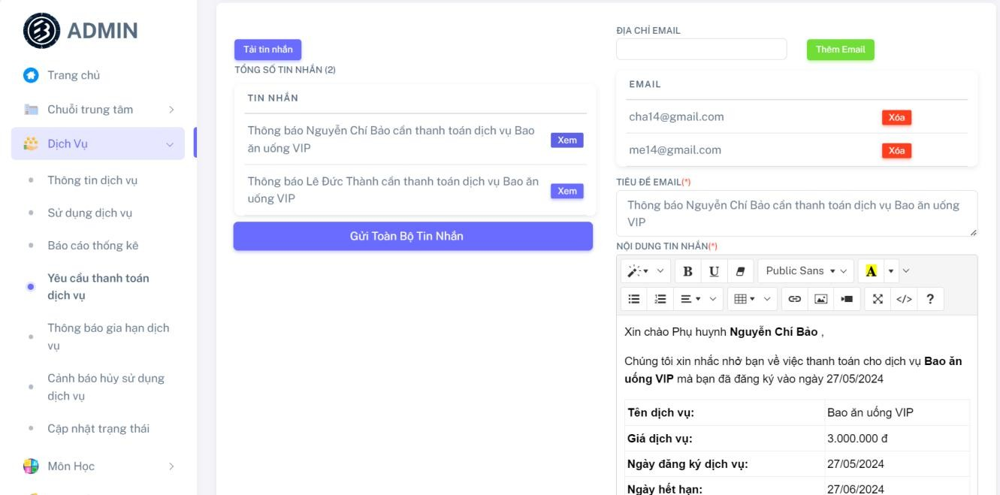 ADMIN
Trang chủ
Chuỗi trung tâm
Dịch Vụ
Thông tin dịch vụ
Sử dụng dịch vụ
Báo cáo thống kê
Yêu cầu thanh toán
dịch vụ
Thông báo gia hạn dịch
vụ
Cảnh báo hủy sử dụng
dịch vụ
Cập nhật trạng thái
Môn Học
Tải tin nhắn
TỔNG SỐ TIN NHẮN (2)
TIN NHẮN
Thông báo Nguyễn Chí Bảo cần thanh toán dịch vụ Bao
ăn uống VIP
Xem
Thông báo Lê Đức Thành cần thanh toán dịch vụ Bao ăn
uống VIP
Xem
Gửi Toàn Bộ Tin Nhắn
ĐỊA CHỈ EMAIL
Thêm Email
EMAIL
cha14@gmail.com
Xóa
me14@gmail.com
Xóa
TIÊU ĐỀ EMAIL(*)
Thông báo Nguyễn Chí Bảo cần thanh toán dịch vụ Bao ăn uống
VIP
NỘI DUNG TIN NHẮN(*)
B U Public Sans A
</> ?
Xin chào Phụ huynh Nguyễn Chí Bảo ,
Chúng tôi xin nhắc nhở bạn về việc thanh toán cho dịch vụ Bao ăn
uống VIP mà bạn đã đăng ký vào ngày 27/05/2024
Tên dịch vụ: Bao ăn uống VIP
Giá dịch vụ: 3.000.000 đ
Ngày đăng ký dịch vụ: 27/05/2024
Ngày hết hạn: 27/06/2024